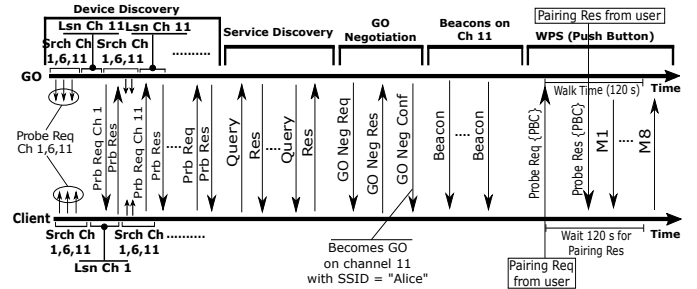 Device Discovery
Lsn Ch 11
Lsn Ch 11
Srch Ch
1,6,11
Srch Ch
1,6,11
..........
Service Discovery
GO
Negotiation
Beacons on
Ch 11
Pairing Res from user
WPS (Push Button)
GO
Time
Walk Time (120 s)
Probe Req
Ch 1,6,11
Prb Req Ch 1
Prb Res
Prb Req Ch 11
Prb Res
.....
Prb Req
Prb Res
Query
Res
.....
Query
Res
GO Neg Req
GO Neg Res
GO Neg Conf
Beacon
.....
Beacon
Probe Req {PBC}
Probe Res {PBC}
M1
.....
M8
Client
Time
Srch Ch
1,6,11
Srch Ch
1,6,11
..........
Lsn Ch 1
Becomes GO
on channel 11
with SSID = "Alice"
Wait 120 s for
Pairing Res
Pairing Req
from user